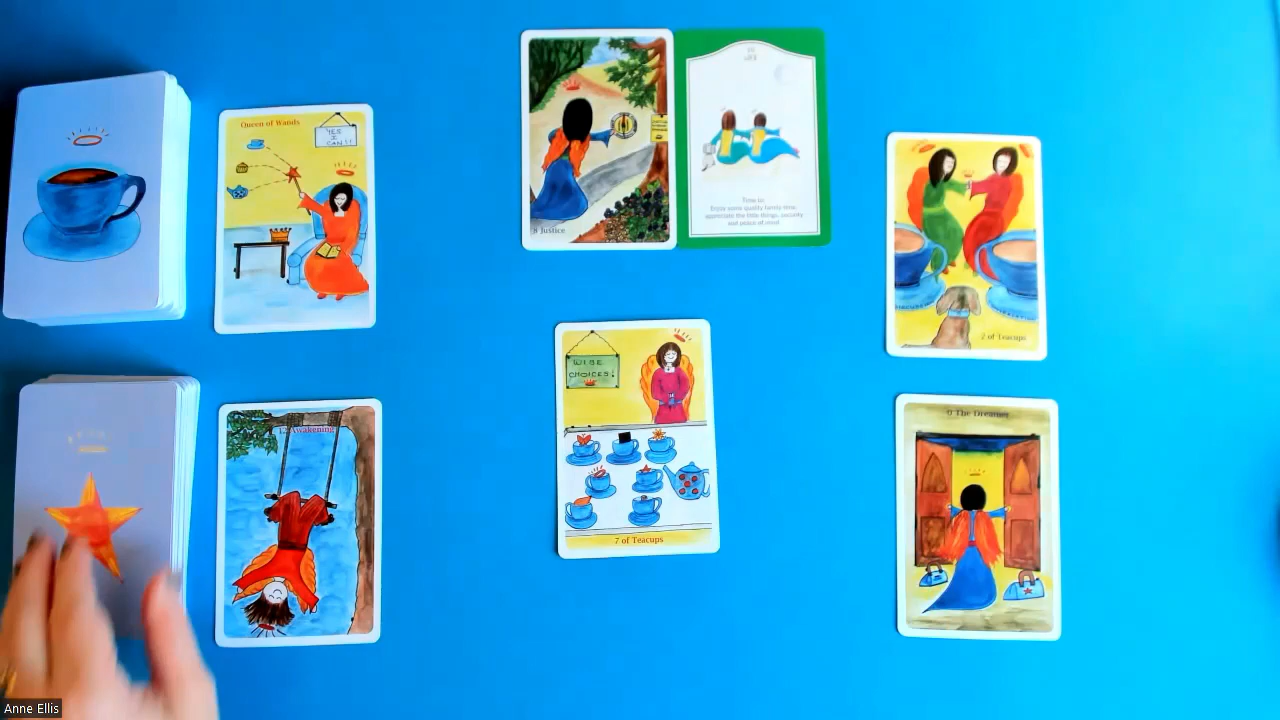 Queen of Wands
YES
I
CAN!!
12 Awakening
8 Justice
Time to:
Enjoy some quality family time,
appreciate the little things, security
and peace of mind
WISE
CHOICES!
7 of Teacups
2 of Teacups
0 The Dreamer
Anne Ellis